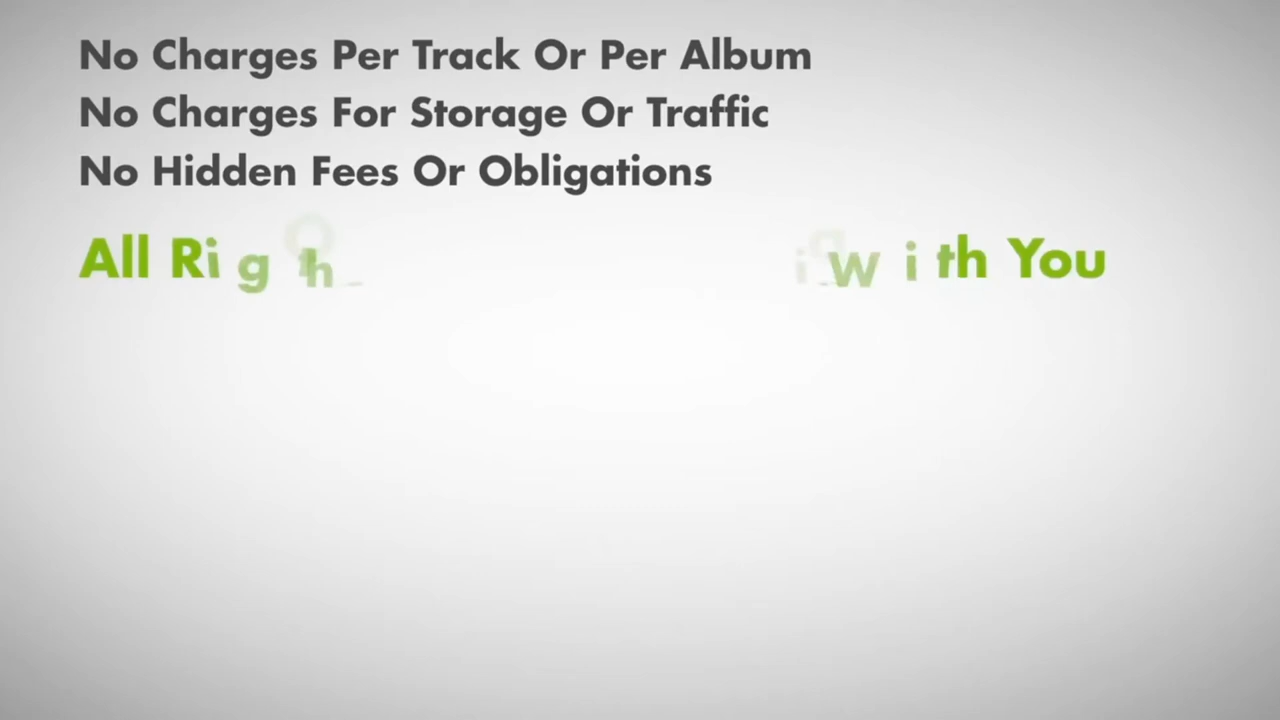 No Charges Per Track Or Per Album
No Charges For Storage Or Traffic
No Hidden Fees Or Obligations
All Righ with You